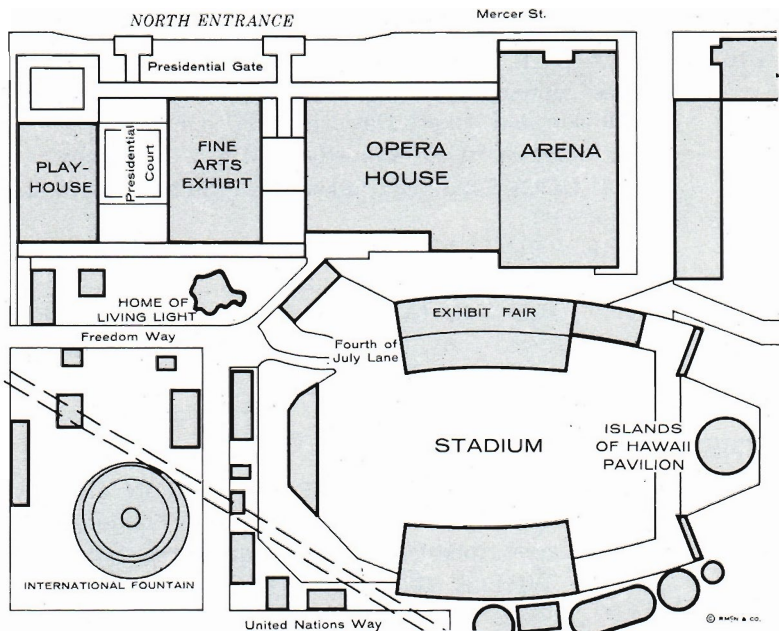 NORTH ENTRANCE
Mercer St.
Presidential Gate
PLAY-
HOUSE
Presidential
Court
FINE
ARTS
EXHIBIT
OPERA
HOUSE
ARENA
HOME OF
LIVING LIGHT
Freedom Way
EXHIBIT FAIR
Fourth of
July Lane
STADIUM
ISLANDS
OF HAWAII
PAVILION
INTERNATIONAL FOUNTAIN
United Nations Way